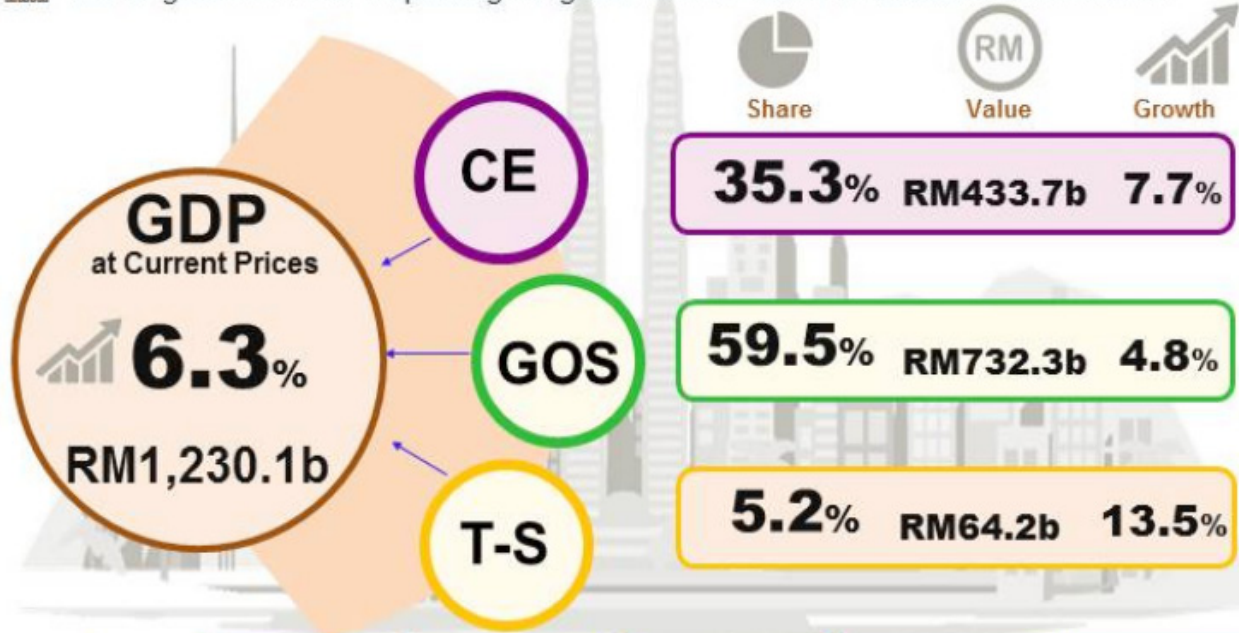 RM
Share Value Growth
CE
35.3% RM433.7b 7.7%
GDP
at Current Prices
6.3%
RM1,230.1b
GOS
59.5% RM732.3b 4.8%
T-S
5.2% RM64.2b 13.5%